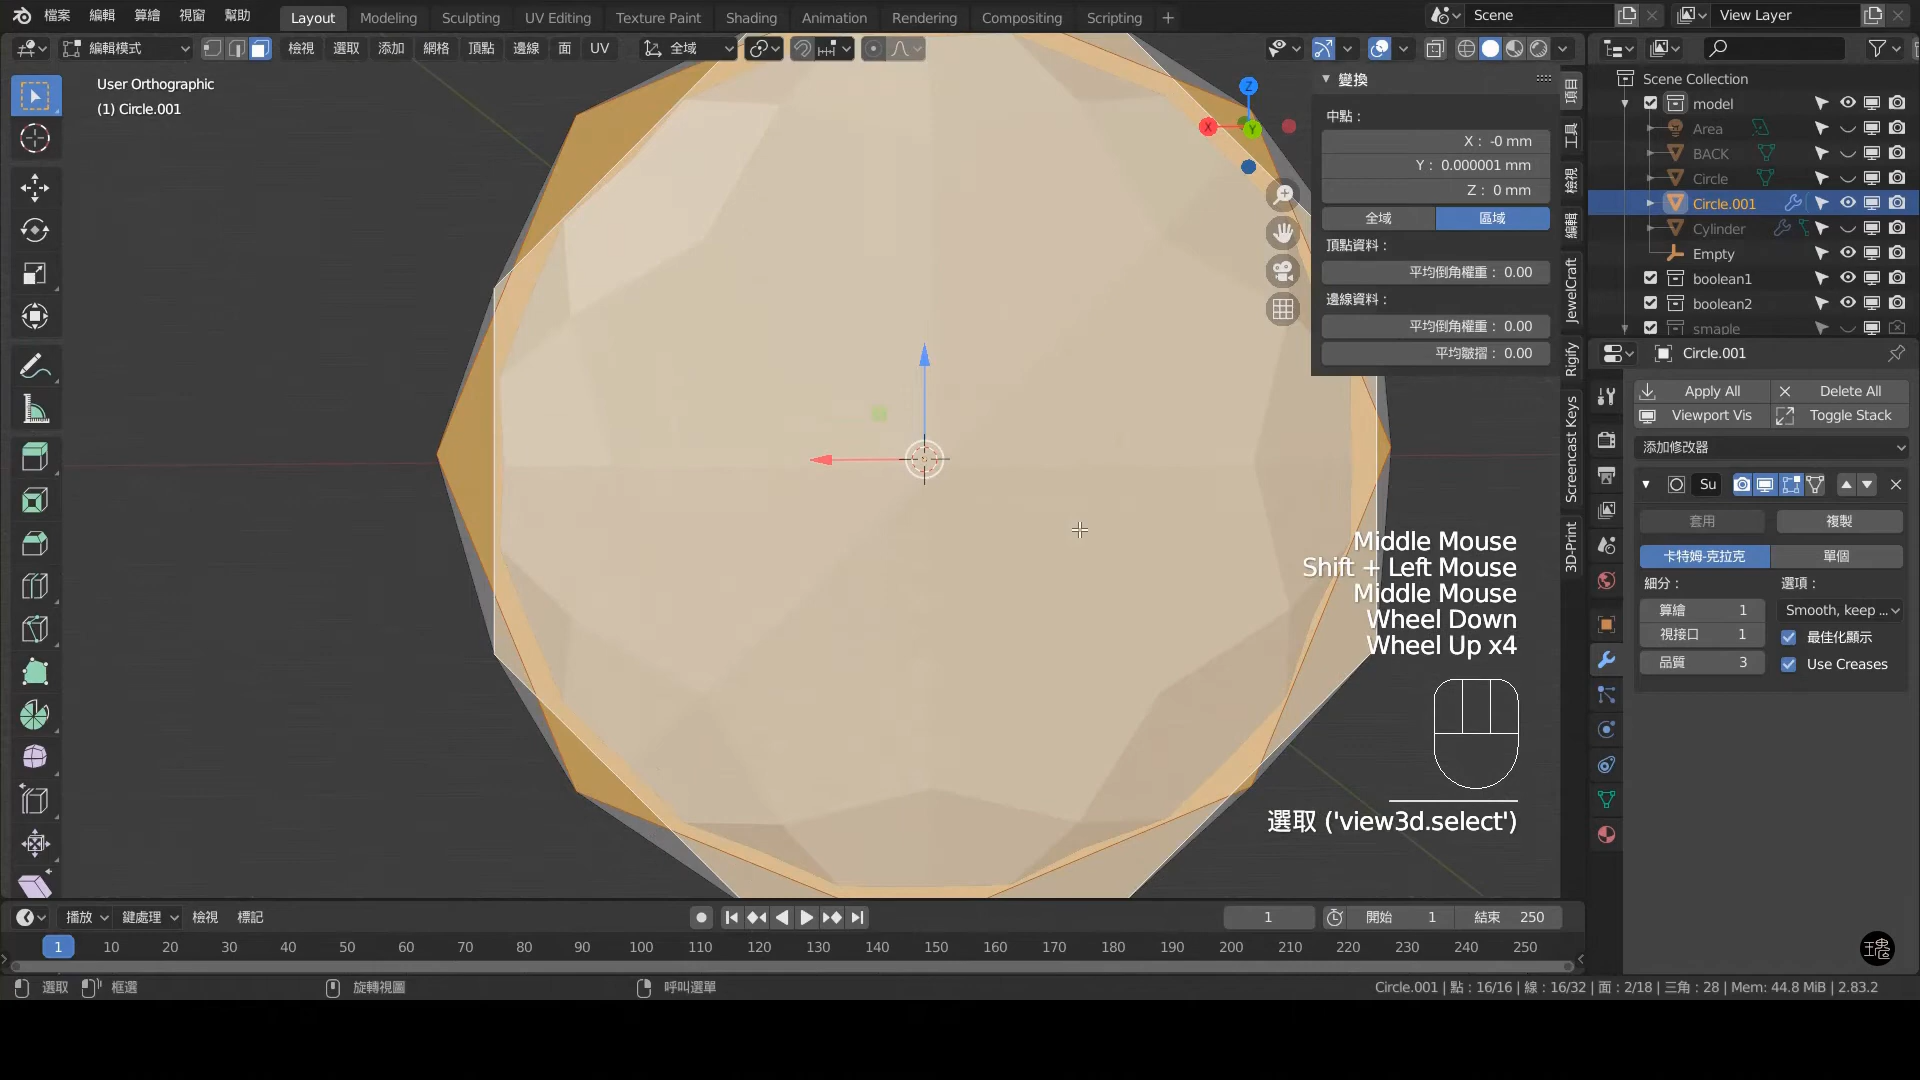 檔案 編輯 算繪 視窗 幫助 Layout Modeling Sculpting UV Editing Texture Paint Shading Animation Rendering Compositing Scripting + Scene View Layer
編輯模式 檢視 選取 添加 網格 頂點 邊線 面 UV 全域
User Orthographic
(1) Circle.001
Z
X
Y
變換
中點：
X： -0 mm
Y： 0.000001 mm
Z： 0 mm
全域 區域
頂點資料：
平均倒角權重： 0.00
邊線資料：
平均倒角權重： 0.00
平均皺摺： 0.00
項目
工具
檢視
編輯
JewelCraft
Rigify
Screencast Keys
3D-Print
Scene Collection
model
Area
BACK
Circle
Circle.001
Cylinder
Empty
boolean1
boolean2
smaple
Circle.001
Apply All Delete All
Viewport Vis Toggle Stack
添加修改器
Su
套用 複製
卡特姆-克拉克 單個
細分： 選項：
算繪 1 Smooth, keep ...
視接口 1 最佳化顯示
品質 3 Use Creases
Middle Mouse
Shift + Left Mouse
Middle Mouse
Wheel Down
Wheel Up x4
選取 ('view3d.select')
播放 鍵處理 檢視 標記 1 開始 1 結束 250
1 10 20 30 40 50 60 70 80 90 100 110 120 130 140 150 160 170 180 190 200 210 220 230 240 250
選取 框選 旋轉視圖 呼叫選單 Circle.001 | 點 : 16/16 | 線 : 16/32 | 面 : 2/18 | 三角 : 28 | Mem: 44.8 MiB | 2.83.2